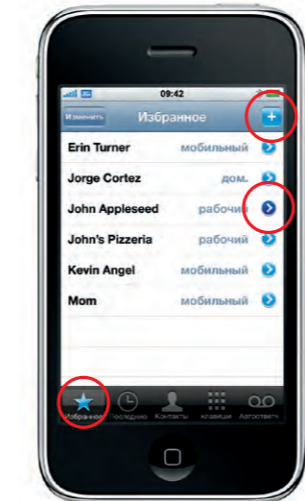 09:42
Изменить Избранное +
Erin Turner мобильный
Jorge Cortez дом.
John Appleseed рабочий
John's Pizzeria рабочий
Kevin Angel мобильный
Mom мобильный
Избранное Последние Контакты Клавиши Автоответч.